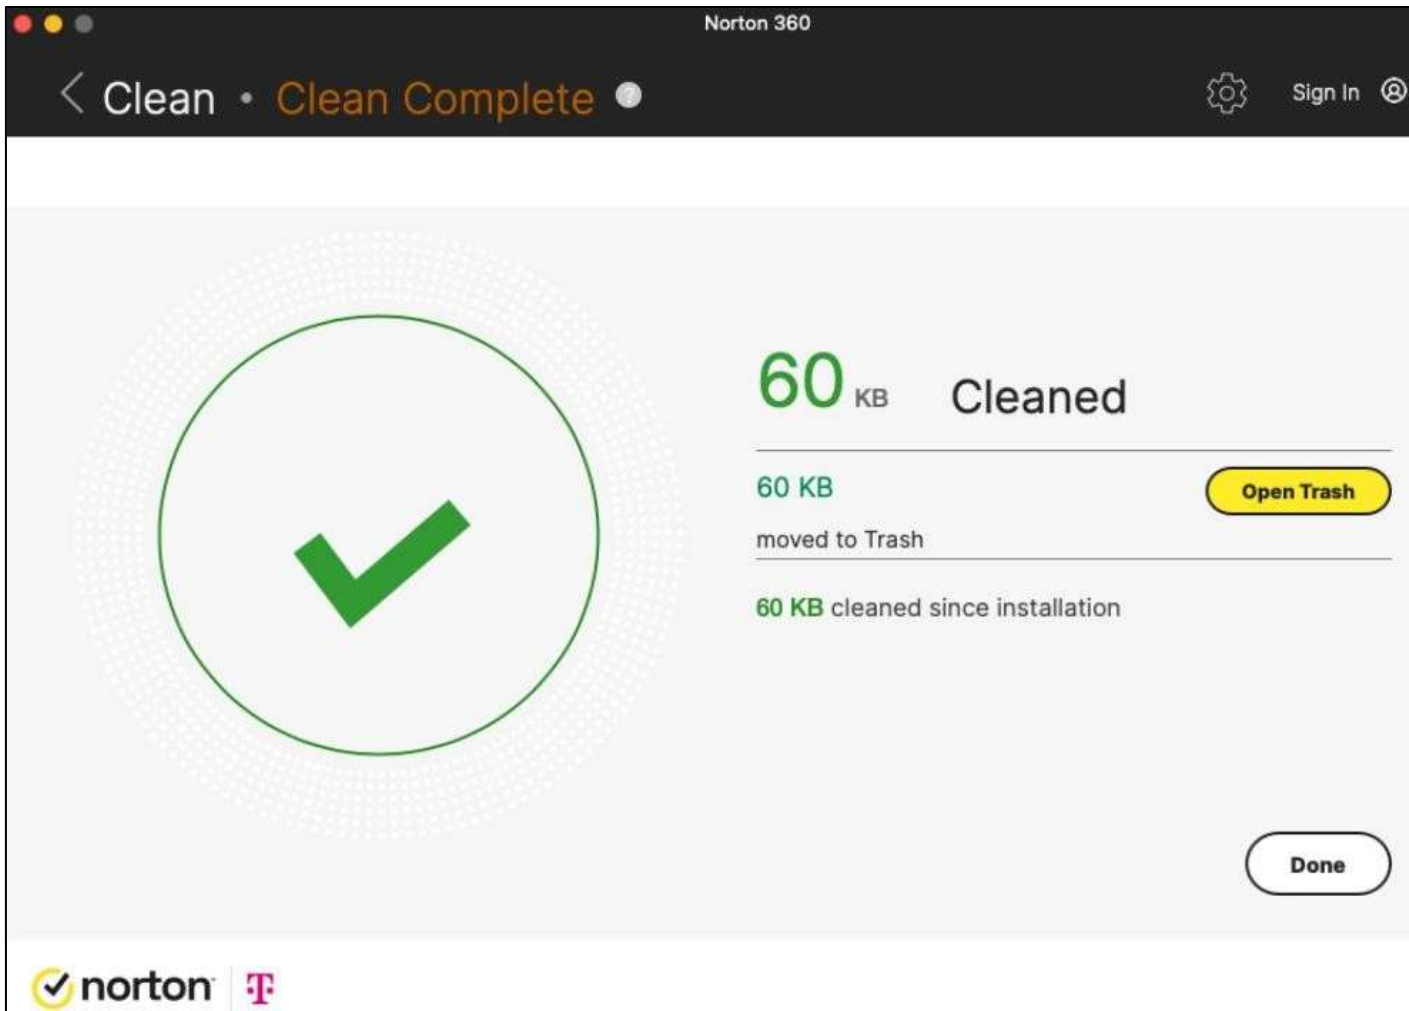 Norton 360
Clean • Clean Complete ?
Sign In
60 KB Cleaned
60 KB
Open Trash
moved to Trash
60 KB cleaned since installation
Done
norton
T